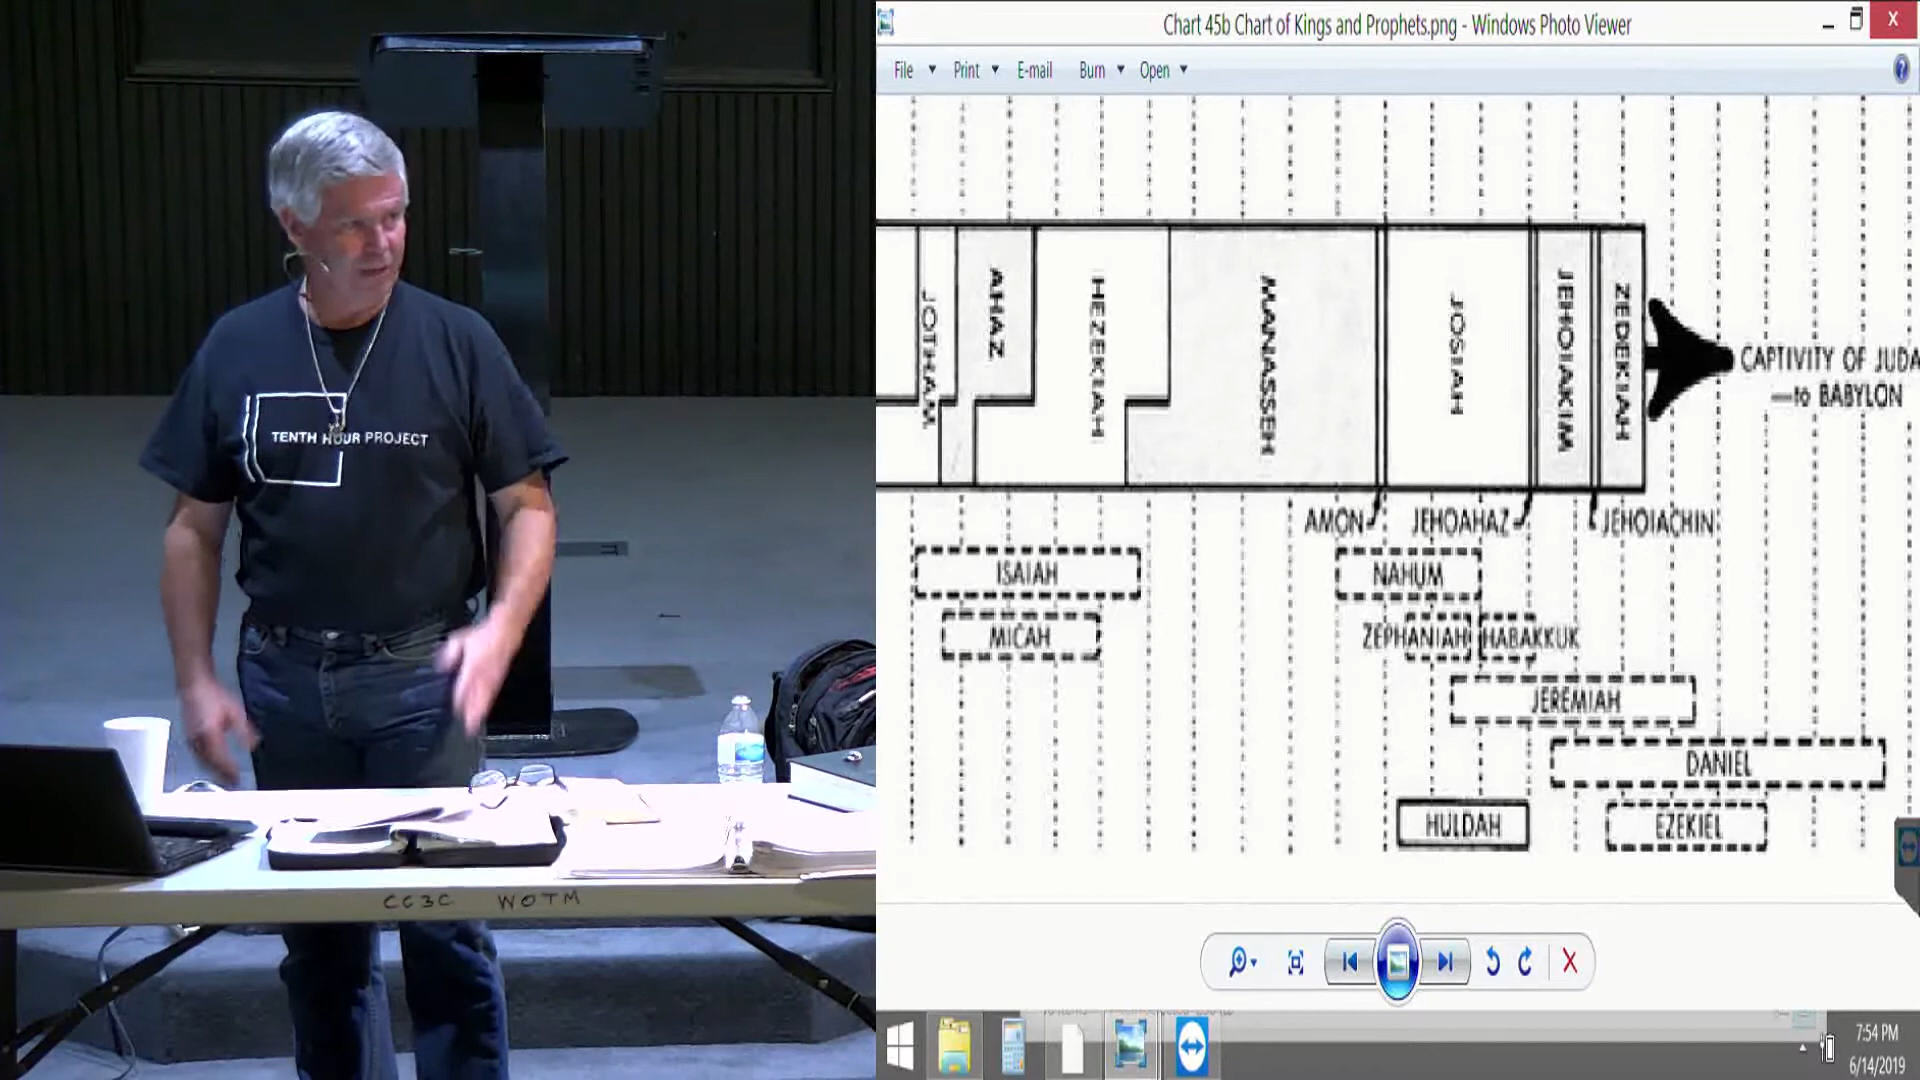 TENTH HOUR PROJECT
CC3C WOTM
Chart 45b Chart of Kings and Prophets.png - Windows Photo Viewer
File Print E-mail Burn Open
JOTHAM
AHAZ
HEZEKIAH
MANASSEH
JOSIAH
JEHOIAKIM
ZEDEKIAH
CAPTIVITY OF JUDA
—to BABYLON
AMON JEHOAHAZ JEHOIACHIN
ISAIAH NAHUM
MICAH ZEPHANIAH HABAKKUK
JEREMIAH
DANIEL
HULDAH EZEKIEL
7:54 PM
6/14/2019